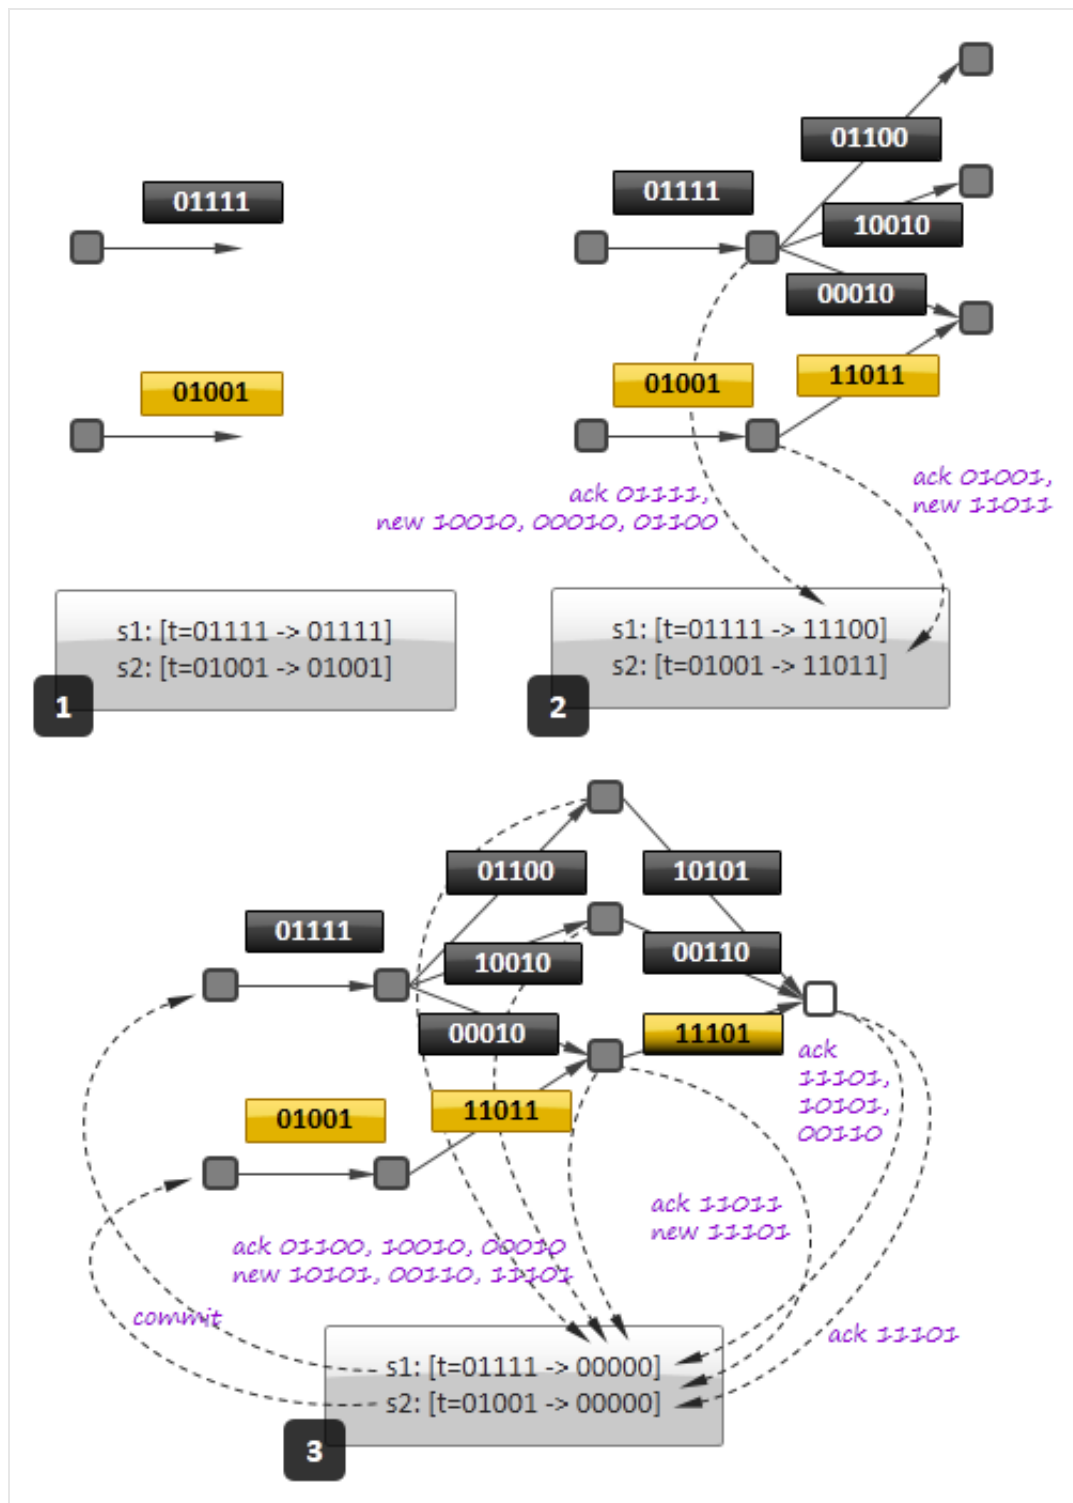 01111
01001
s1: [t=01111 -> 01111]
s2: [t=01001 -> 01001]
1
01100
01111
10010
00010
01001
11011
ack 01111,
new 10010, 00010, 01100
ack 01001,
new 11011
s1: [t=01111 -> 11100]
s2: [t=01001 -> 11011]
2
01100
10101
01111
10010
00110
00010
11101
01001
11011
ack
11101,
10101,
00110
ack 11011
new 11101
ack 01100, 10010, 00010
new 10101, 00110, 11101
commit
ack 11101
s1: [t=01111 -> 00000]
s2: [t=01001 -> 00000]
3